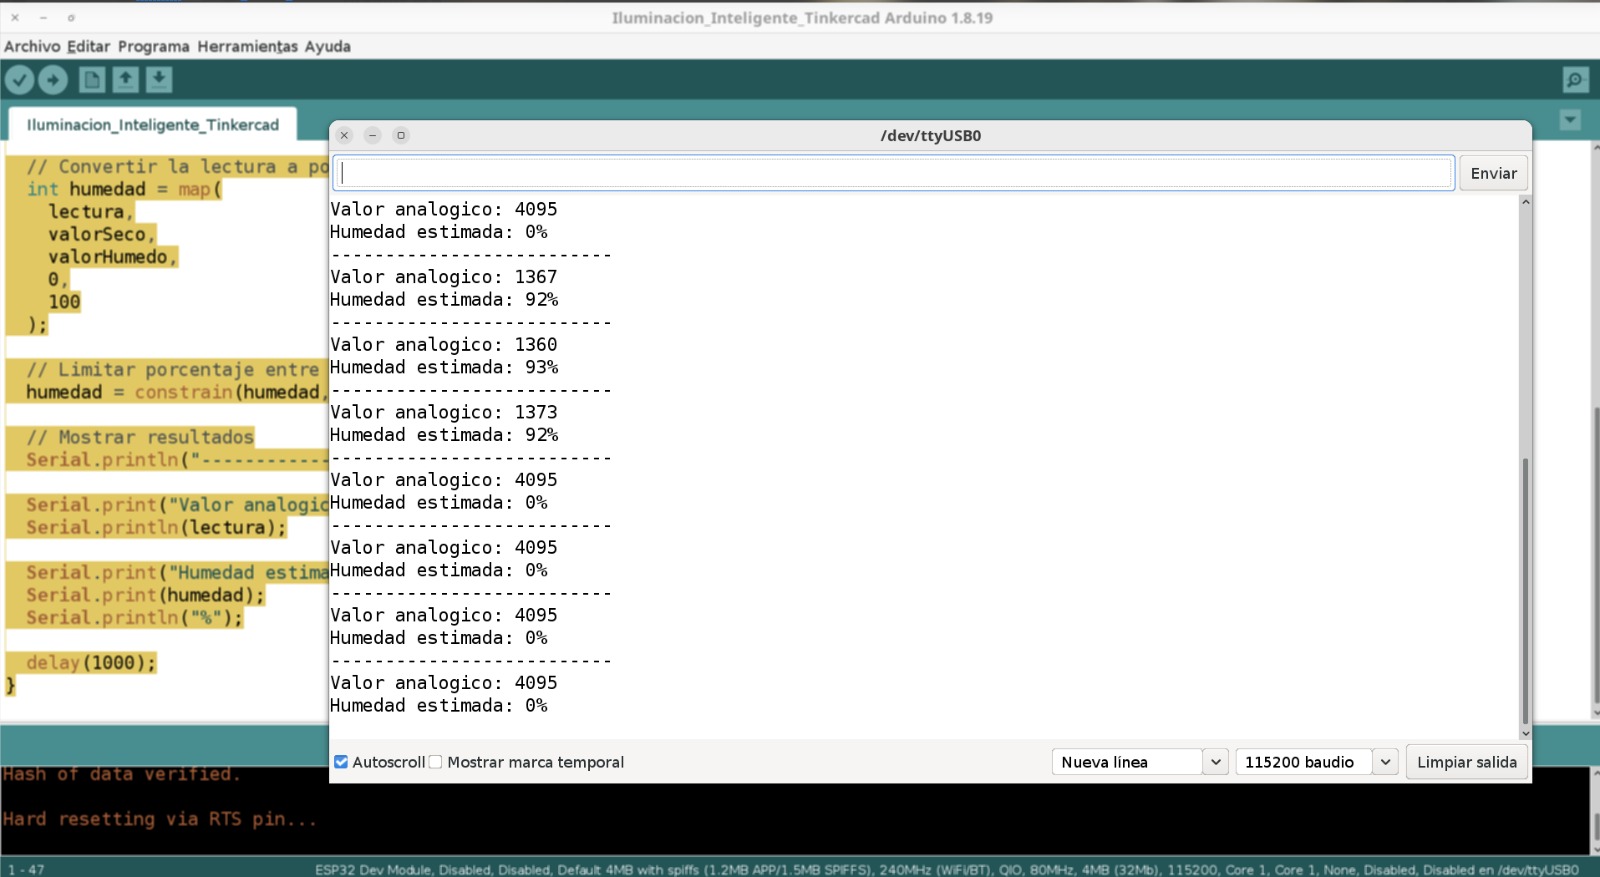 Iluminacion_Inteligente_Tinkercad Arduino 1.8.19
Archivo Editar Programa Herramientas Ayuda
Iluminacion_Inteligente_Tinkercad
// Convertir la lectura a po
int humedad = map(
lectura,
valorSeco,
valorHumedo,
0,
100
);
// Limitar porcentaje entre
humedad = constrain(humedad,
// Mostrar resultados
Serial.println("------------
Serial.print("Valor analogic
Serial.println(lectura);
Serial.print("Humedad estima
Serial.print(humedad);
Serial.println("%");
delay(1000);
}
/dev/ttyUSB0
Enviar
Valor analogico: 4095
Humedad estimada: 0%
--------------------------
Valor analogico: 1367
Humedad estimada: 92%
--------------------------
Valor analogico: 1360
Humedad estimada: 93%
--------------------------
Valor analogico: 1373
Humedad estimada: 92%
--------------------------
Valor analogico: 4095
Humedad estimada: 0%
--------------------------
Valor analogico: 4095
Humedad estimada: 0%
--------------------------
Valor analogico: 4095
Humedad estimada: 0%
--------------------------
Valor analogico: 4095
Humedad estimada: 0%
Autoscroll Mostrar marca temporal Nueva línea 115200 baudio Limpiar salida
Hash of data verified.
Hard resetting via RTS pin...
1 - 47 ESP32 Dev Module, Disabled, Disabled, Default 4MB with spiffs (1.2MB APP/1.5MB SPIFFS), 240MHz (WiFi/BT), QIO, 80MHz, 4MB (32Mb), 115200, Core 1, Core 1, None, Disabled, Disabled en /dev/ttyUSB0